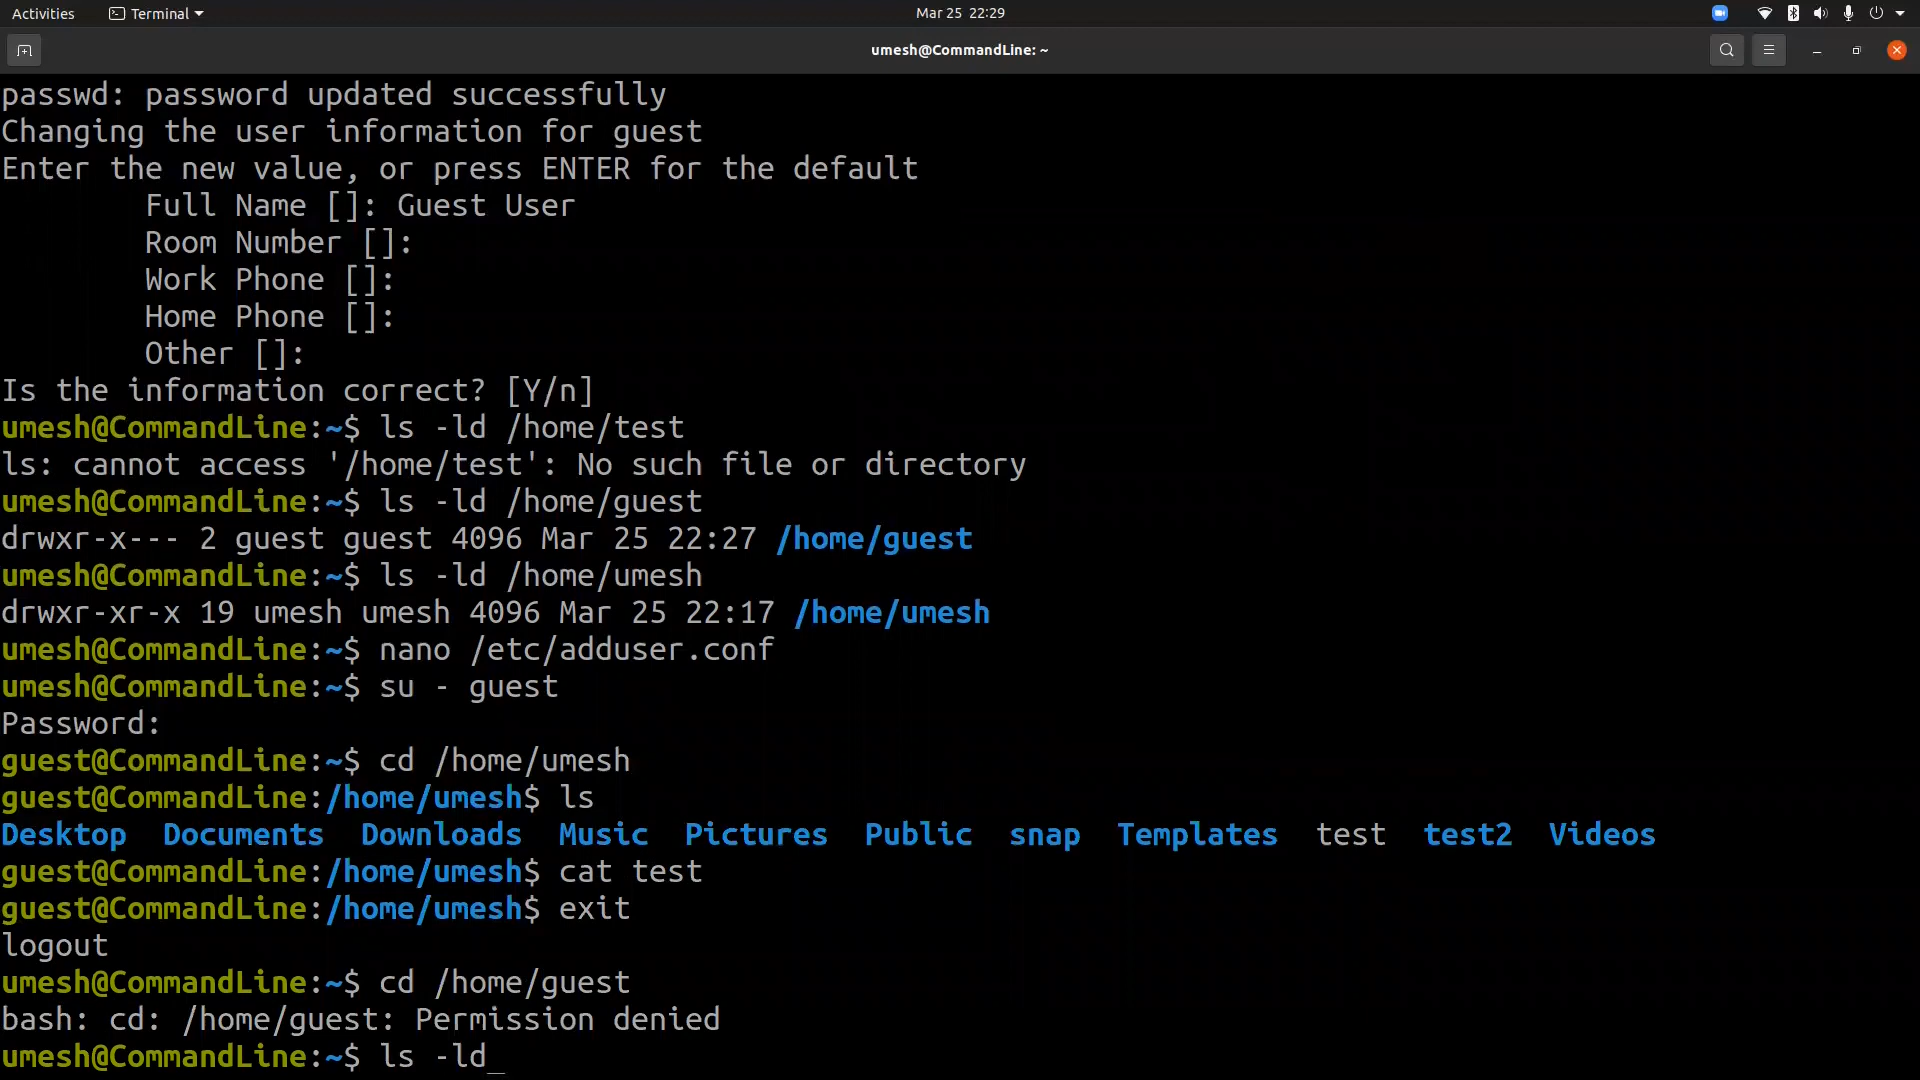 Activities Terminal Mar 25 22:29
umesh@CommandLine: ~
passwd: password updated successfully
Changing the user information for guest
Enter the new value, or press ENTER for the default
Full Name []: Guest User
Room Number []:
Work Phone []:
Home Phone []:
Other []:
Is the information correct? [Y/n]
umesh@CommandLine:~$ ls -ld /home/test
ls: cannot access '/home/test': No such file or directory
umesh@CommandLine:~$ ls -ld /home/guest
drwxr-x--- 2 guest guest 4096 Mar 25 22:27 /home/guest
umesh@CommandLine:~$ ls -ld /home/umesh
drwxr-xr-x 19 umesh umesh 4096 Mar 25 22:17 /home/umesh
umesh@CommandLine:~$ nano /etc/adduser.conf
umesh@CommandLine:~$ su - guest
Password:
guest@CommandLine:~$ cd /home/umesh
guest@CommandLine:/home/umesh$ ls
Desktop Documents Downloads Music Pictures Public snap Templates test test2 Videos
guest@CommandLine:/home/umesh$ cat test
guest@CommandLine:/home/umesh$ exit
logout
umesh@CommandLine:~$ cd /home/guest
bash: cd: /home/guest: Permission denied
umesh@CommandLine:~$ ls -ld_